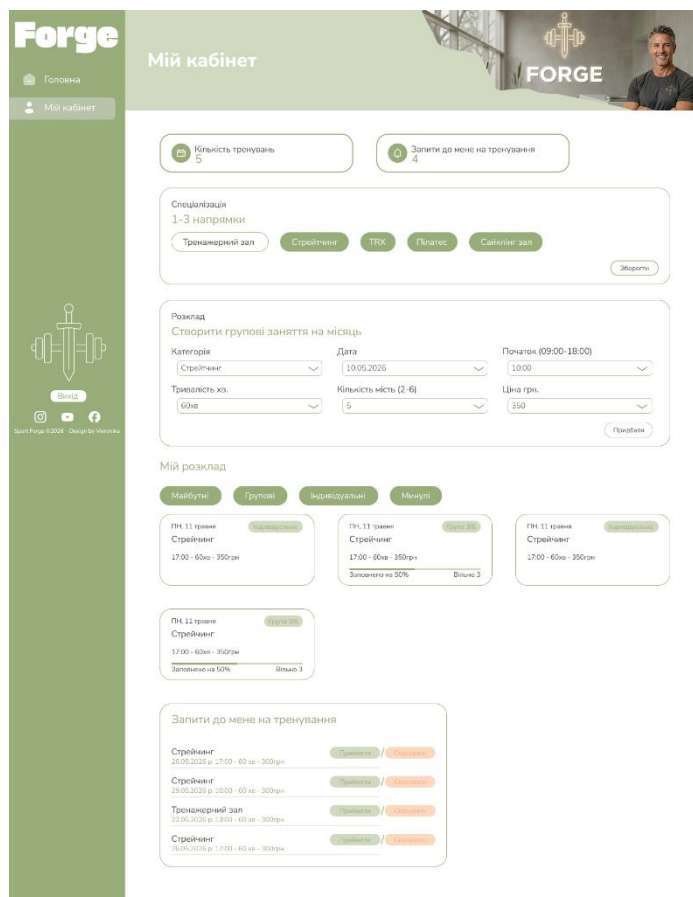 Forge
Головна
Мій кабінет
Вихід
Sport Forge ©2026 - Design by Veronika
Мій кабінет
FORGE
Кількість тренувань
5
Запити до мене на тренування
4
Спеціалізація
1-3 напрямки
Тренажерний зал Стрейтчинг TRX Пілатес Сайклінг зал
Зберегти
Розклад
Створити групові заняття на місяць
Категорія Дата Початок (09:00-18:00)
Стрейтчинг 10.05.2026 10:00
Тривалість хв. Кількість місць (2-6) Ціна грн.
60хв 5 350
Придбати
Мій розклад
Майбутні Групові Індивідуальні Минулі
ПН, 11 травня Індивідуально
Стрейчинг
17:00 - 60хв - 350грн
ПН, 11 травня Група 3/6
Стрейчинг
17:00 - 60хв - 350грн
Заповнено на 50% Вільно 3
ПН, 11 травня Індивідуально
Стрейчинг
17:00 - 60хв - 350грн
ПН, 11 травня Група 3/6
Стрейчинг
17:00 - 60хв - 350грн
Заповнено на 50% Вільно 3
Запити до мене на тренування
Стрейчинг
26.05.2026 р. 17:00 - 60 хв - 300грн
Прийняти / Скасувати
Стрейчинг
29.05.2026 р. 10:00 - 60 хв - 300грн
Прийняти / Скасувати
Тренажерний зал
22.05.2026 р. 13:00 - 60 хв - 300грн
Прийняти / Скасувати
Стрейчинг
26.05.2026 р. 17:00 - 60 хв - 300грн
Прийняти / Скасувати